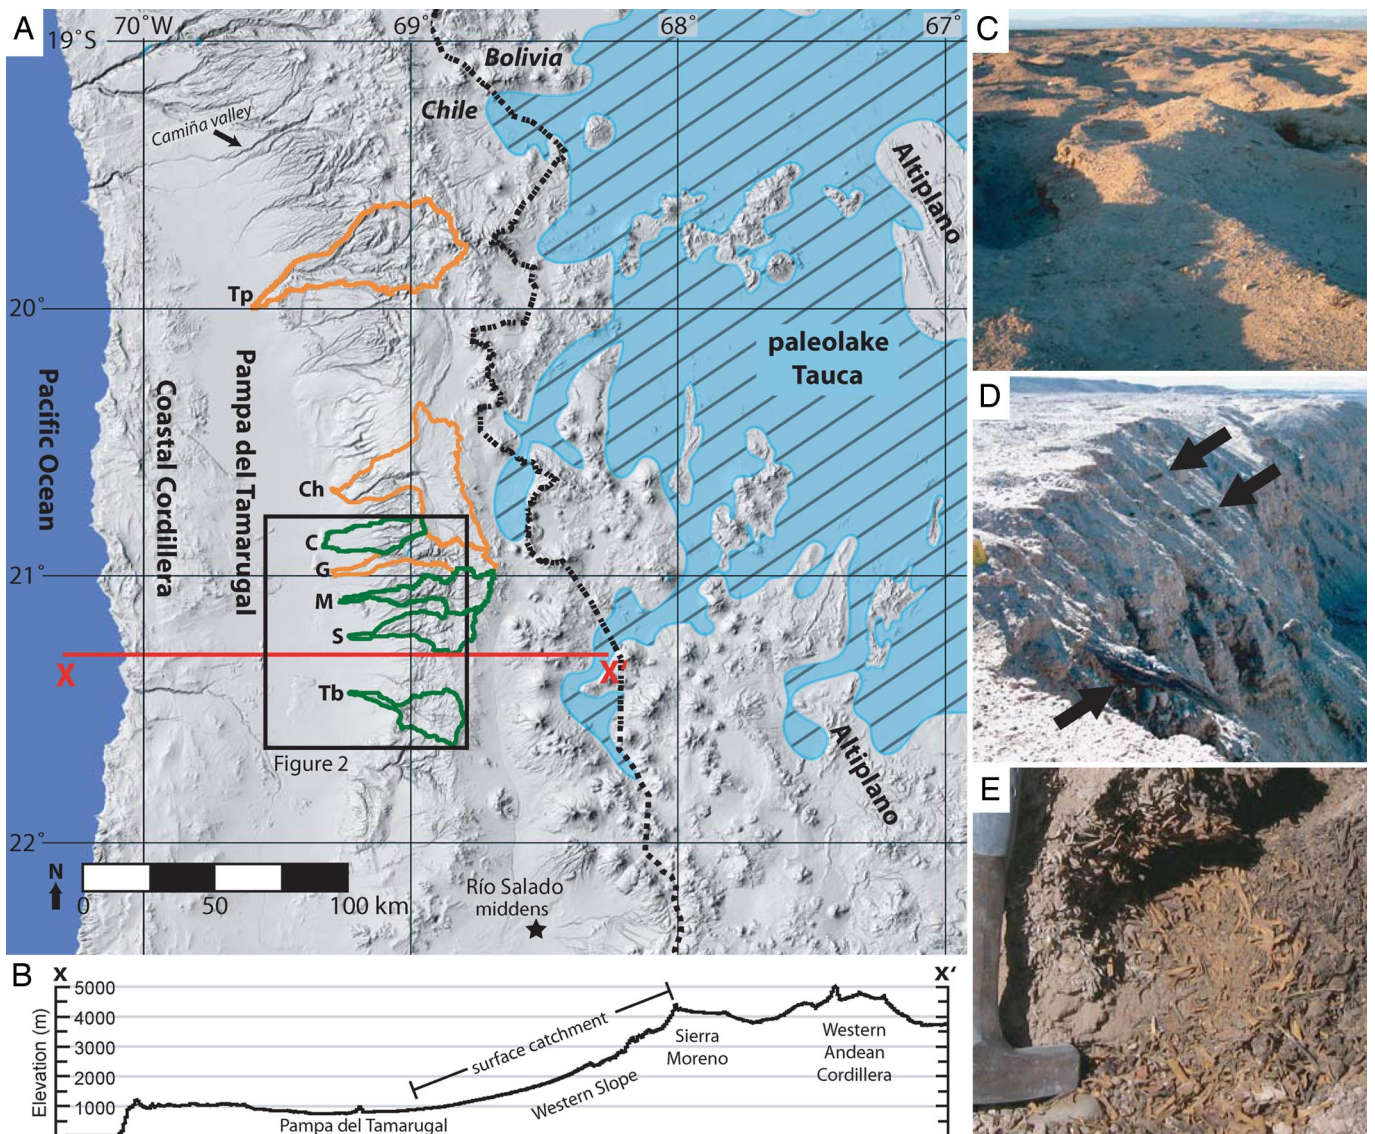 A
19°S
70°W
69°
68°
67°
Bolivia
Chile
Camiña valley
Altiplano
Tp
20°
paleolake
Tauca
Pacific Ocean
Coastal Cordillera
Pampa del Tamarugal
Ch
C
G
21°
M
S
X
X'
Tb
Figure 2
Altiplano
22°
N
0
50
100 km
Río Salado
middens
B
X
X'
Elevation (m)
5000
4000
3000
2000
1000
surface catchment
Western Slope
Sierra
Moreno
Western
Andean
Cordillera
Pampa del Tamarugal
C
D
E